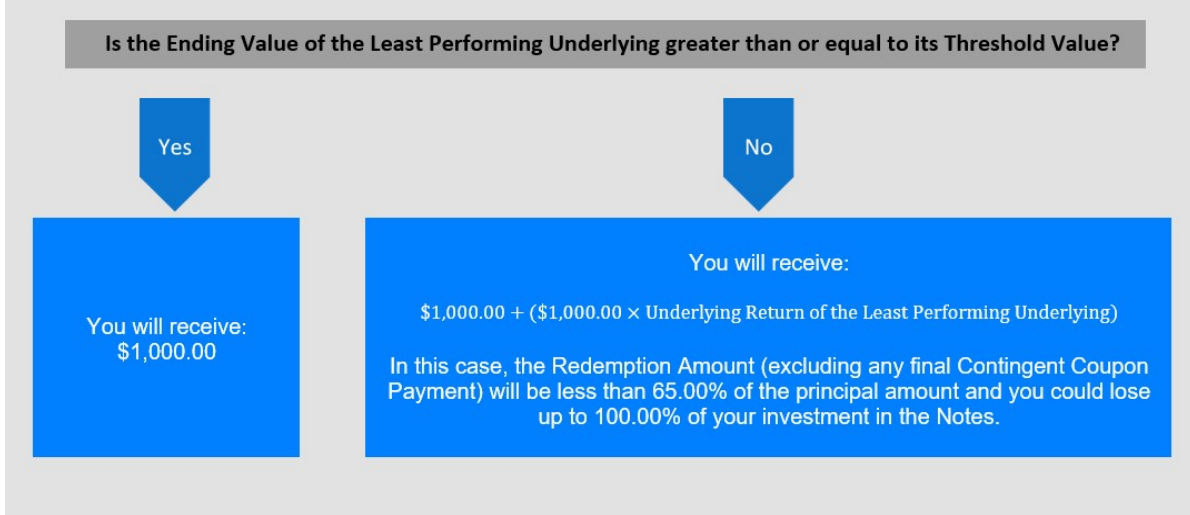 Is the Ending Value of the Least Performing Underlying greater than or equal to its Threshold Value?
Yes
No
You will receive:
$1,000.00
You will receive:
$1,000.00 + ($1,000.00 × Underlying Return of the Least Performing Underlying)
In this case, the Redemption Amount (excluding any final Contingent Coupon
Payment) will be less than 65.00% of the principal amount and you could lose
up to 100.00% of your investment in the Notes.